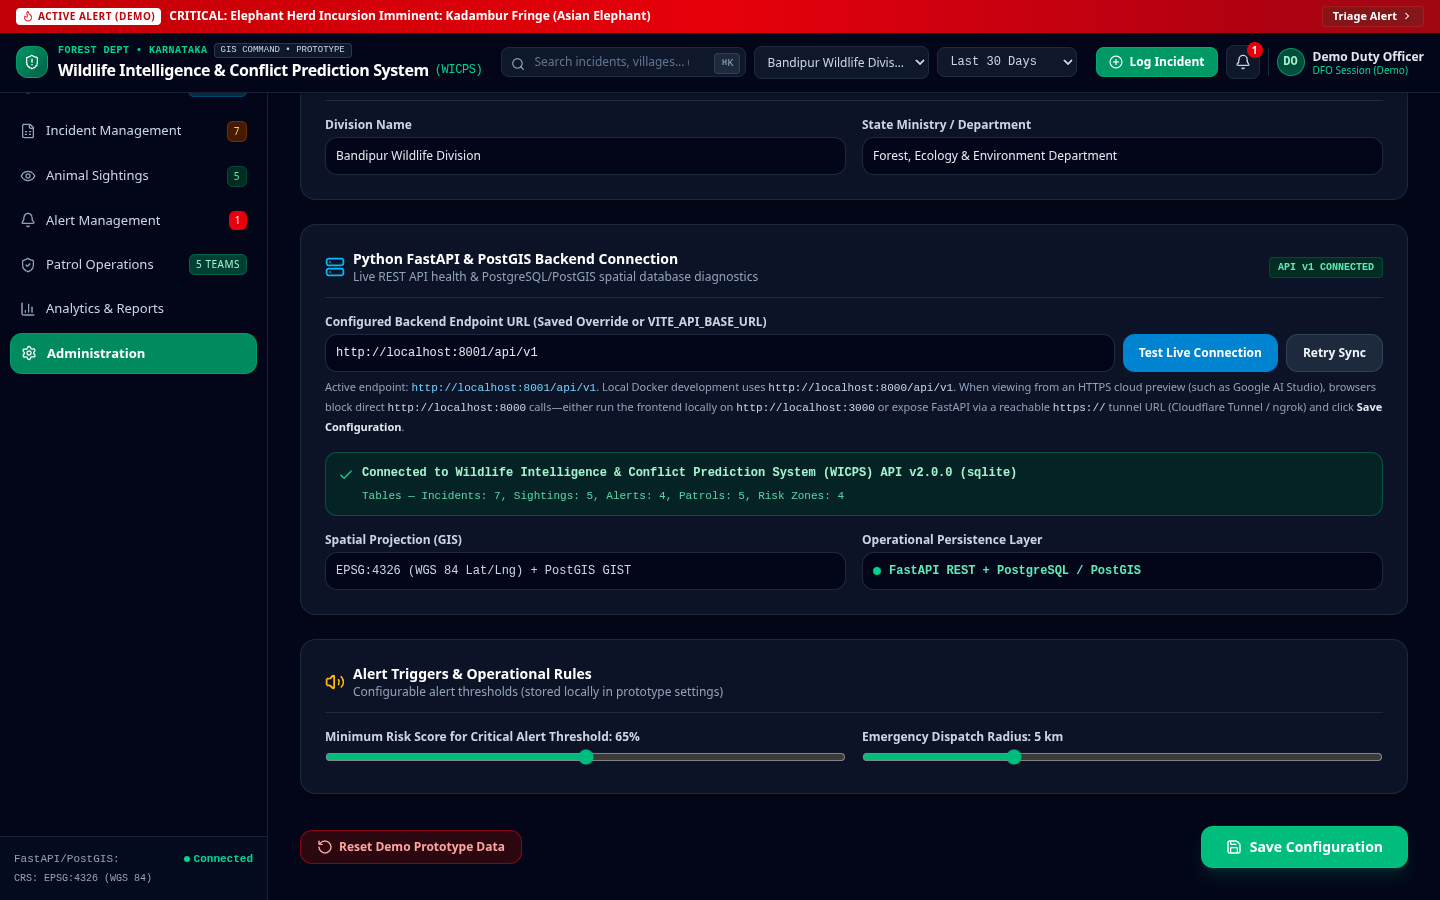 ACTIVE ALERT (DEMO) CRITICAL: Elephant Herd Incursion Imminent: Kadambur Fringe (Asian Elephant) Triage Alert
FOREST DEPT • KARNATAKA GIS COMMAND • PROTOTYPE
Wildlife Intelligence & Conflict Prediction System (WICPS)
Search incidents, villages... ⌘K
Bandipur Wildlife Divis...
Last 30 Days
Log Incident
1
DO
Demo Duty Officer
DFO Session (Demo)
Incident Management 7
Animal Sightings 5
Alert Management 1
Patrol Operations 5 TEAMS
Analytics & Reports
Administration
FastAPI/PostGIS: Connected
CRS: EPSG:4326 (WGS 84)
Division Name
Bandipur Wildlife Division
State Ministry / Department
Forest, Ecology & Environment Department
Python FastAPI & PostGIS Backend Connection
Live REST API health & PostgreSQL/PostGIS spatial database diagnostics
API v1 CONNECTED
Configured Backend Endpoint URL (Saved Override or VITE_API_BASE_URL)
http://localhost:8001/api/v1
Test Live Connection
Retry Sync
Active endpoint: http://localhost:8001/api/v1. Local Docker development uses http://localhost:8000/api/v1. When viewing from an HTTPS cloud preview (such as Google AI Studio), browsers
block direct http://localhost:8000 calls—either run the frontend locally on http://localhost:3000 or expose FastAPI via a reachable https:// tunnel URL (Cloudflare Tunnel / ngrok) and click Save
Configuration.
Connected to Wildlife Intelligence & Conflict Prediction System (WICPS) API v2.0.0 (sqlite)
Tables — Incidents: 7, Sightings: 5, Alerts: 4, Patrols: 5, Risk Zones: 4
Spatial Projection (GIS)
EPSG:4326 (WGS 84 Lat/Lng) + PostGIS GIST
Operational Persistence Layer
FastAPI REST + PostgreSQL / PostGIS
Alert Triggers & Operational Rules
Configurable alert thresholds (stored locally in prototype settings)
Minimum Risk Score for Critical Alert Threshold: 65%
Emergency Dispatch Radius: 5 km
Reset Demo Prototype Data
Save Configuration